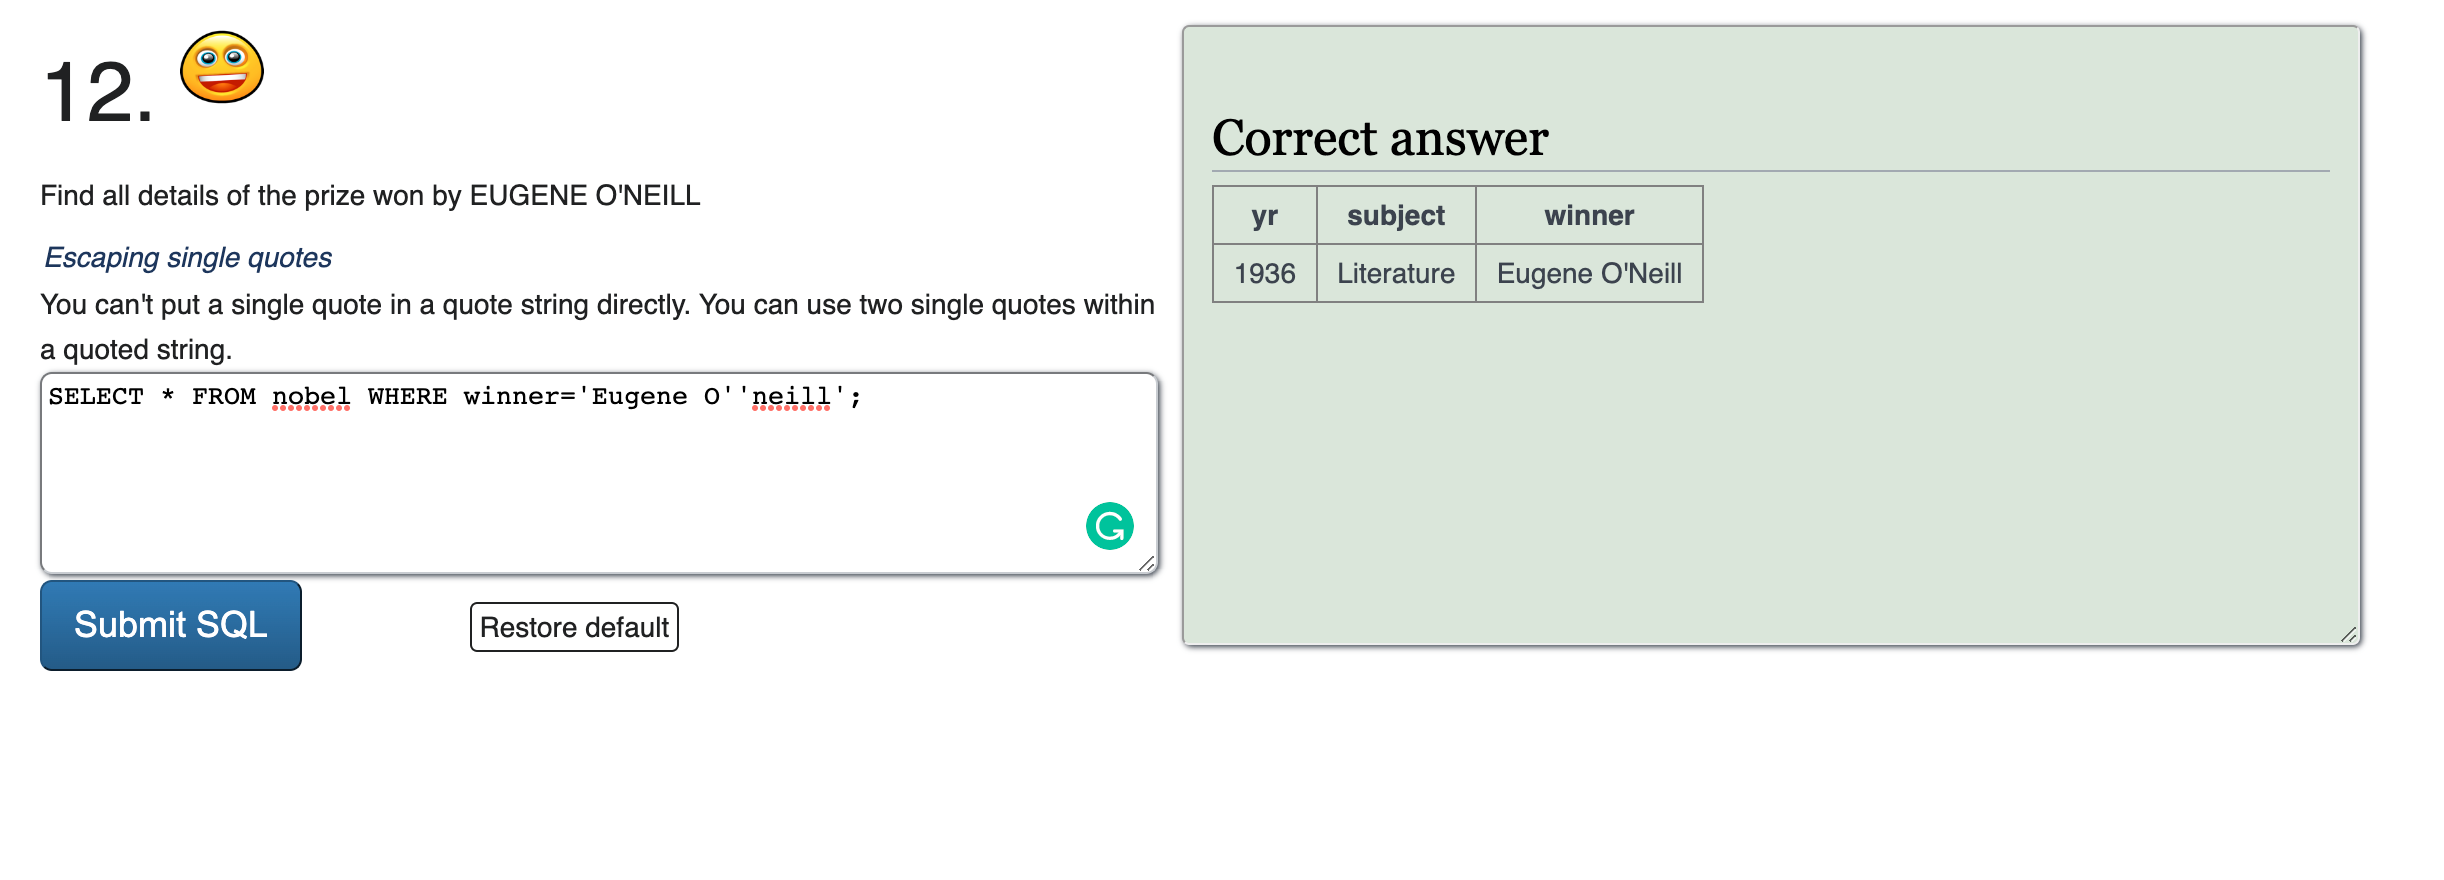 12.
Find all details of the prize won by EUGENE O'NEILL
Escaping single quotes
You can't put a single quote in a quote string directly. You can use two single quotes within
a quoted string.
SELECT * FROM nobel WHERE winner='Eugene O''neill';
Submit SQL
Restore default
Correct answer
yr subject winner
1936 Literature Eugene O'Neill